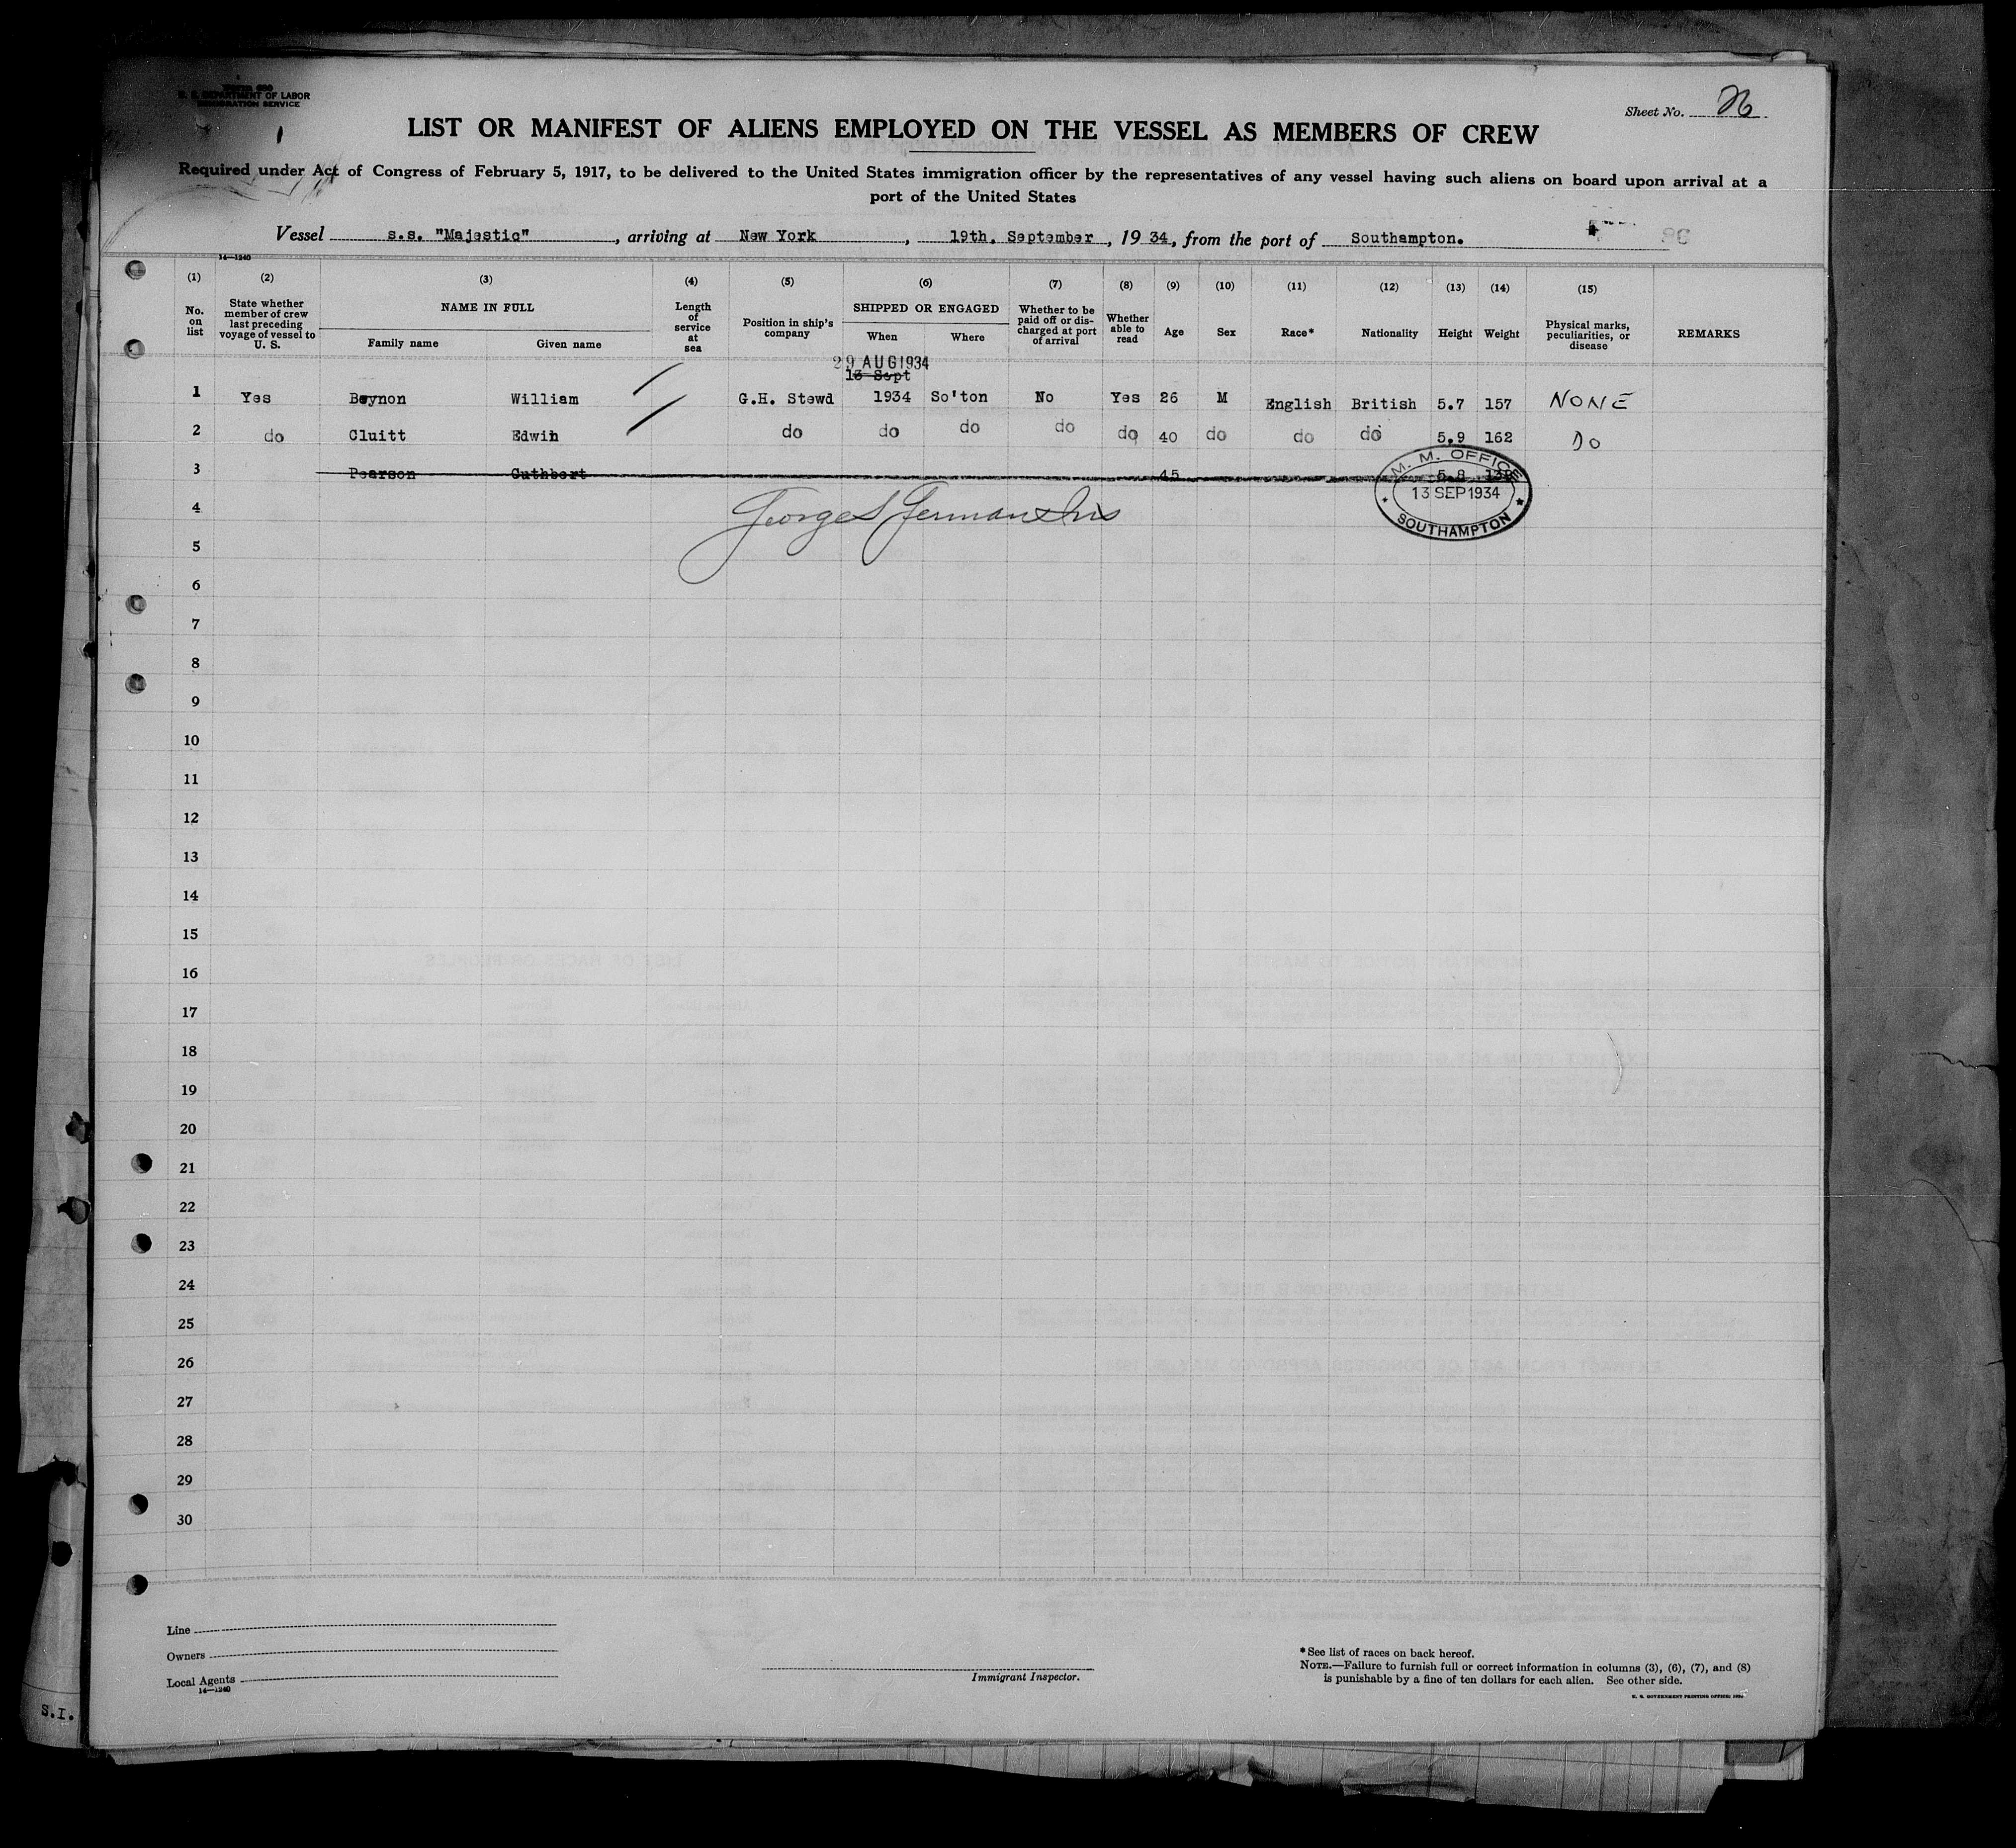 U. S. DEPARTMENT OF LABOR
IMMIGRATION SERVICE
Sheet No. 26
LIST OR MANIFEST OF ALIENS EMPLOYED ON THE VESSEL AS MEMBERS OF CREW
Required under Act of Congress of February 5, 1917, to be delivered to the United States immigration officer by the representatives of any vessel having such aliens on board upon arrival at a
port of the United States
Vessel s.s. "Majestic", arriving at New York, 19th. September, 19 34, from the port of Southampton.
14—1240
(1) (2) (3) (4) (5) (6) (7) (8) (9) (10) (11) (12) (13) (14) (15)
No. on list
State whether member of crew last preceding voyage of vessel to U. S.
NAME IN FULL
Family name
Given name
Length of service at sea
Position in ship's company
SHIPPED OR ENGAGED
When
Where
Whether to be paid off or discharged at port of arrival
Whether able to read
Age
Sex
Race*
Nationality
Height
Weight
Physical marks, peculiarities, or disease
REMARKS
29 AUG 1934
13 Sept
1 Yes Beynon William G.H. Stewd 1934 So'ton No Yes 26 M English British 5.7 157 NONE
2 do Cluitt Edwin do do do do do 40 do do do 5.9 162 DO
3 Pearson Cuthbert 45 5.8 138
M. M. OFFICE
13 SEP 1934
SOUTHAMPTON
4
5
6
7
8
9
10
11
12
13
14
15
16
17
18
19
20
21
22
23
24
25
26
27
28
29
30
Line
Owners
Local Agents
14—1240
Immigrant Inspector.
*See list of races on back hereof.
NOTE.—Failure to furnish full or correct information in columns (3), (6), (7), and (8)
is punishable by a fine of ten dollars for each alien. See other side.
U. S. GOVERNMENT PRINTING OFFICE:
S.I.